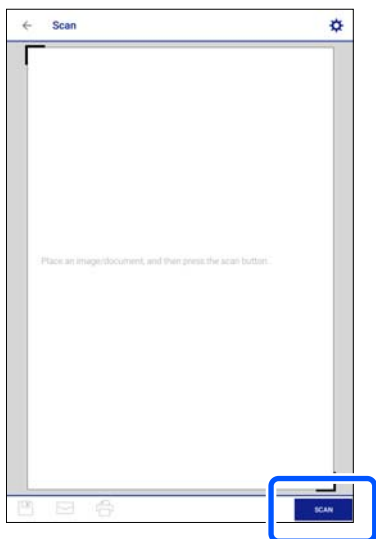 Scan
Place an image/document, and then press the scan button.
SCAN